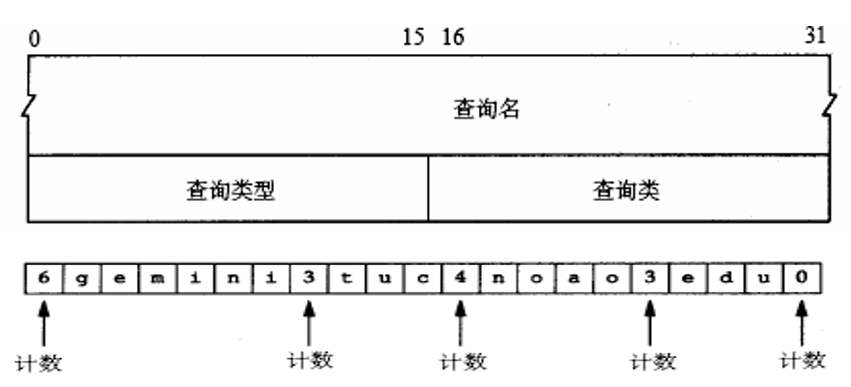 0 15 16 31
查询名
查询类型 查询类
6 g e m i n i 3 t u c 4 n o a o 3 e d u 0
计数 计数 计数 计数 计数